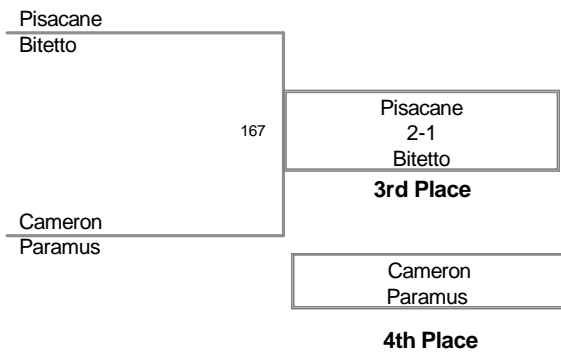 Pisacane
Bitetto
167
Pisacane
2-1
Bitetto
3rd Place
Cameron
Paramus
Cameron
Paramus
4th Place